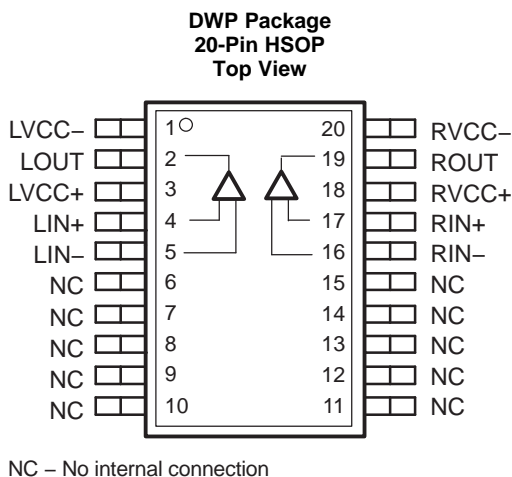 DWP Package
20-Pin HSOP
Top View
LVCC− 1 20 RVCC−
LOUT 2 19 ROUT
LVCC+ 3 18 RVCC+
LIN+ 4 17 RIN+
LIN− 5 16 RIN−
NC 6 15 NC
NC 7 14 NC
NC 8 13 NC
NC 9 12 NC
NC 10 11 NC
NC − No internal connection